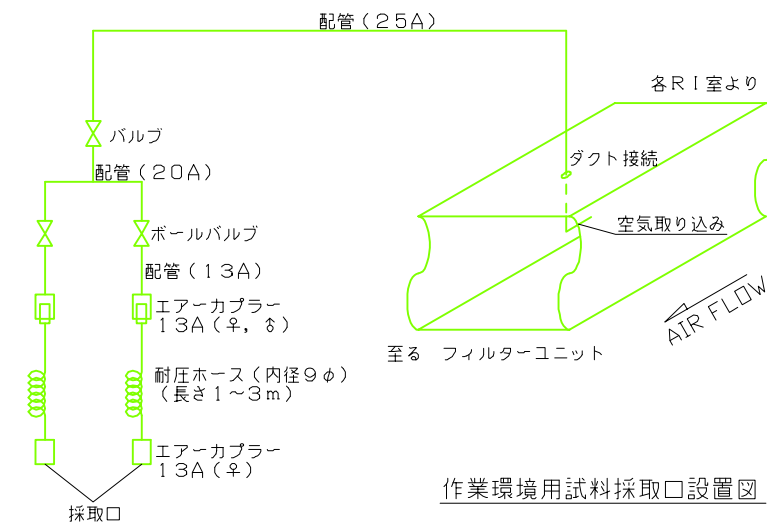 配管(25A)
各RI室より
バルブ
ダクト接続
配管(20A)
空気取り込み
ボールバルブ
配管(13A)
エアーカプラー
13A(♀,♂)
AIR FLOW
至る フィルターユニット
耐圧ホース(内径9φ)
(長さ1~3m)
エアーカプラー
13A(♀)
作業環境用試料採取口設置図
採取口